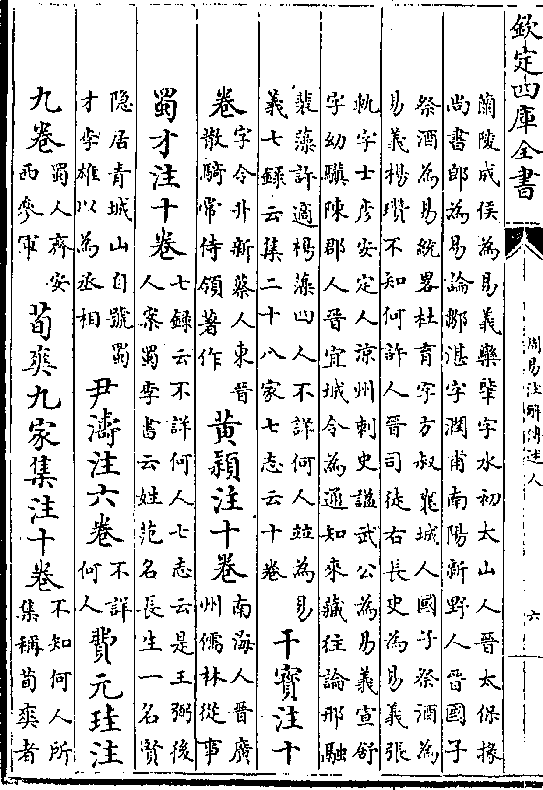 欽定四庫全書
周易注解傳述人
六
蘭陵成侯為易義欒肇字水初太山人晉太保掾
尚書郎為易論鄒湛字潤甫南陽新野人晉國子
祭酒為易統畧杜育字方叔襄城人國子祭酒為
易義楊瓚不知何許人晉司徒右長史為易義張
軌字士彦安定人涼州刺史諡武公為易義宣舒
字幼驥陳郡人晉宜城令為通知來藏往論邢融
裴藻許適楊藻四人不詳何人並為易
義七錄云集二十八家七志云十卷
干寶注十
卷
字令升新蔡人東晉
散騎常侍領著作
黃穎注十卷
南海人晉廣
州儒林從事
蜀才注十卷
七錄云不詳何人七志云是王弼後
人案蜀李書云姓范名長生一名賢
隱居青城山自號蜀
才李雄以為丞相
尹濤注六卷
不詳
何人
費元珪注
九卷
蜀人齊安
西參軍
荀爽九家集注十卷
不知何人所
集稱荀爽者